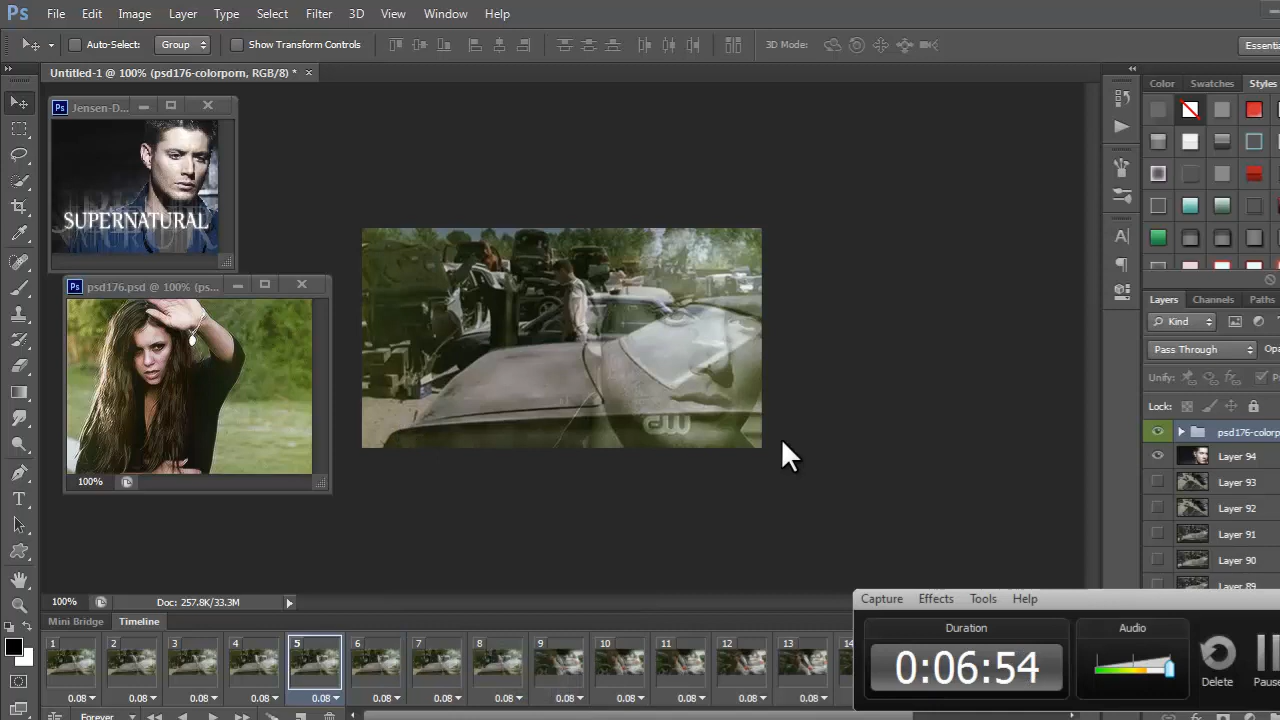 Ps File Edit Image Layer Type Select Filter 3D View Window Help
Auto-Select: Group Show Transform Controls 3D Mode: Essenti
Untitled-1 @ 100% (psd176-colorporn, RGB/8) *
Color Swatches Styles
Jensen-D...
SUPERNATURAL
psd176.psd @ 100% (ps...
100%
cw
Layers Channels Paths
Kind
Pass Through Opa
Unify:
Lock:
psd176-colorp
Layer 94
Layer 93
Layer 92
Layer 91
Layer 90
Layer 89
100% Doc: 257.8K/33.3M
Mini Bridge Timeline
1 2 3 4 5 6 7 8 9 10 11 12 13 14
0.08 0.08 0.08 0.08 0.08 0.08 0.08 0.08 0.08 0.08 0.08 0.08 0.08
Forever
Capture Effects Tools Help
Duration Audio
0:06:54
Delete Pause